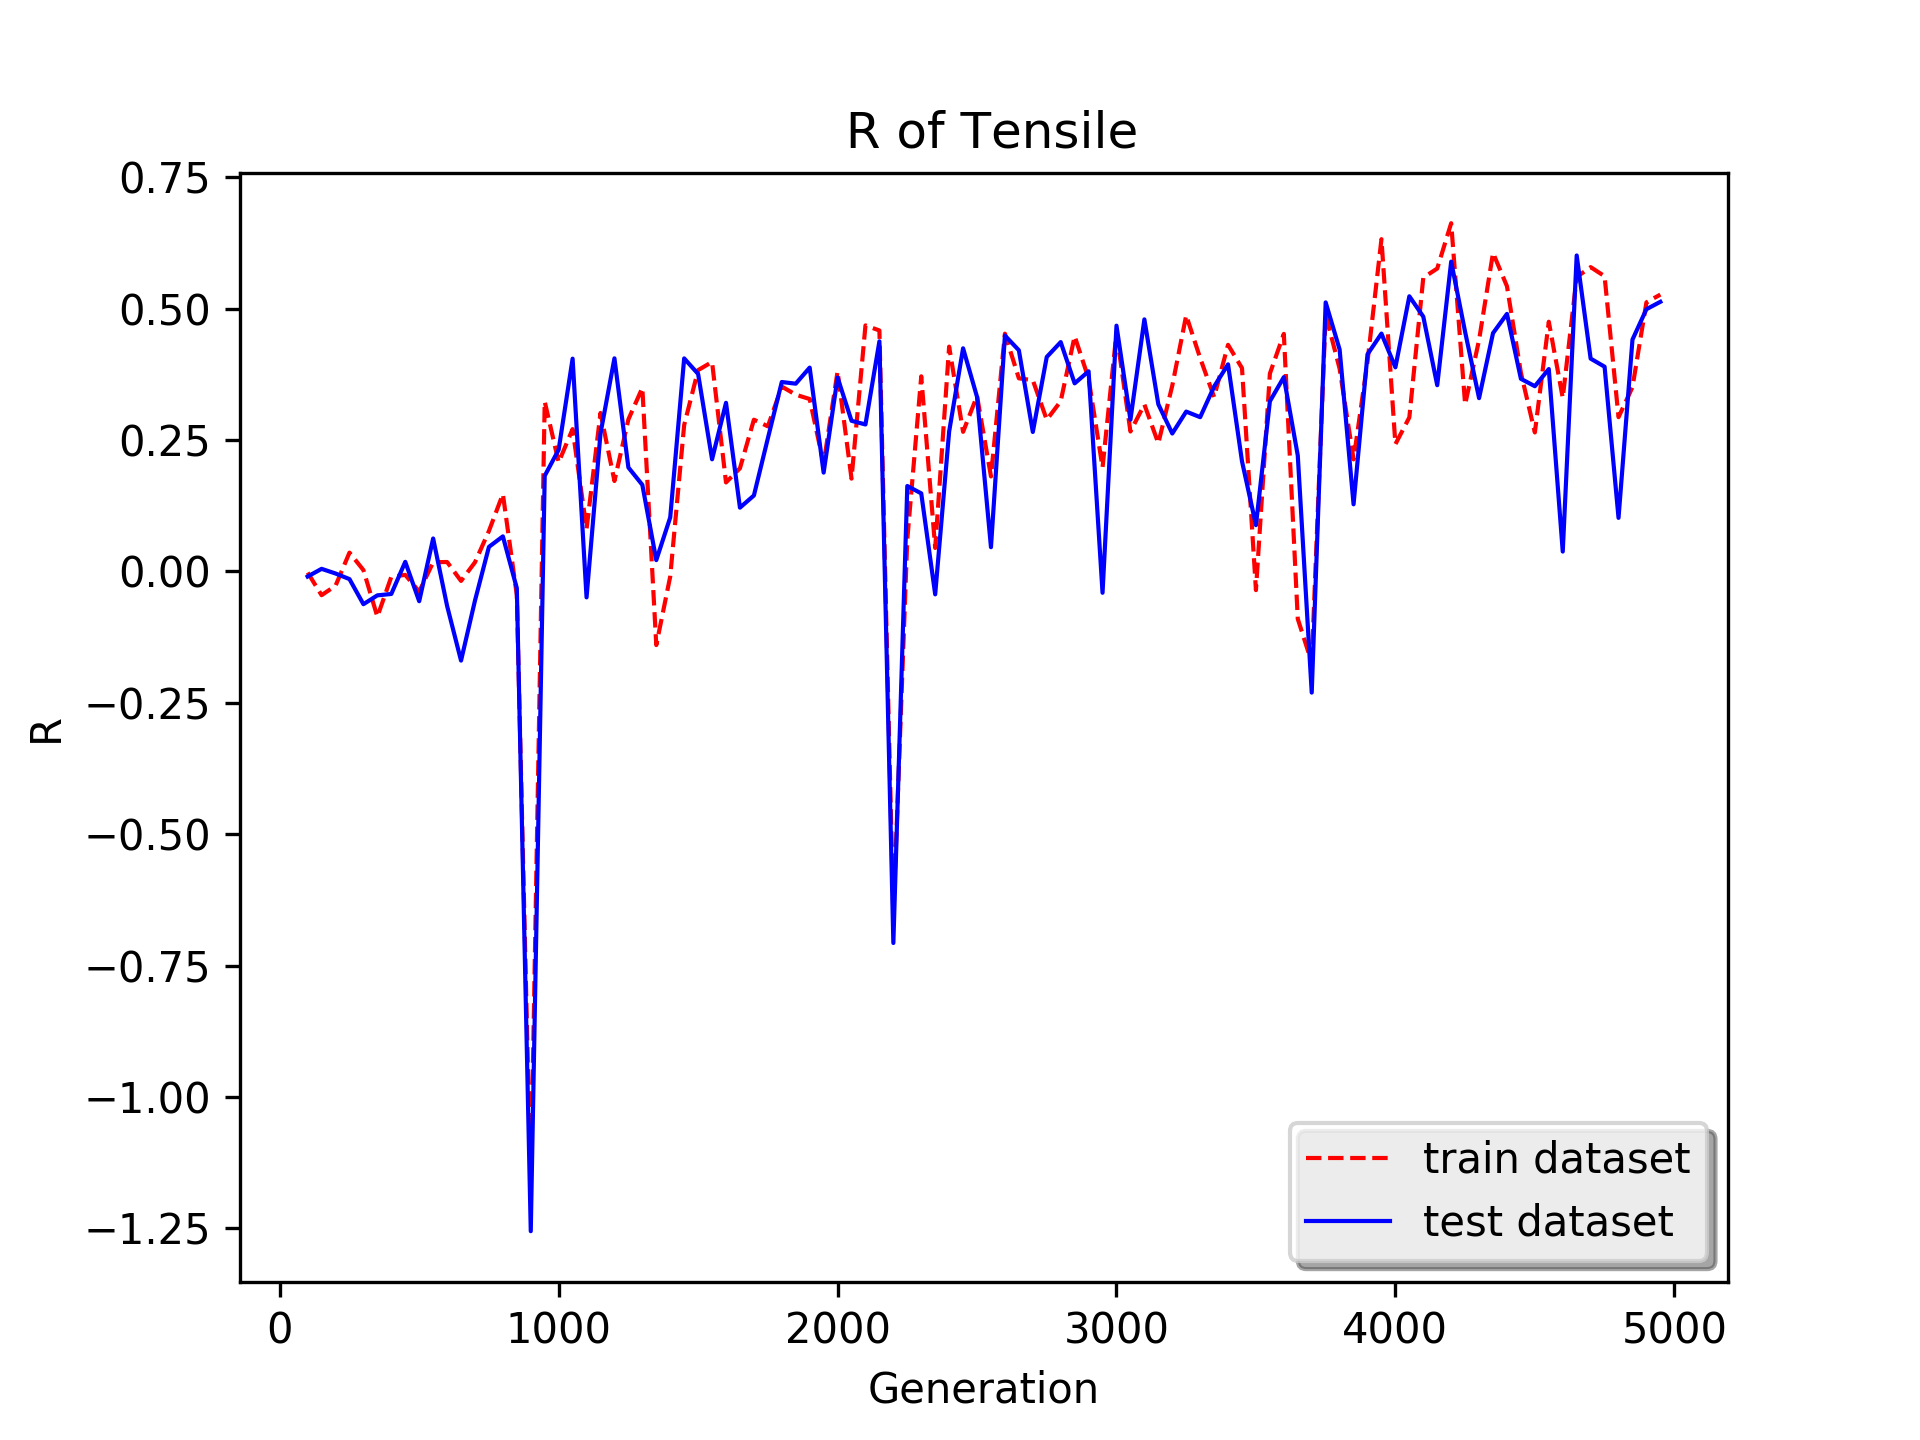 R of Tensile
0.75
0.50
0.25
0.00
−0.25
−0.50
−0.75
−1.00
−1.25
R
train dataset
test dataset
0 1000 2000 3000 4000 5000
Generation